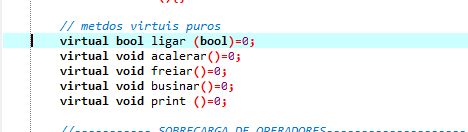 // metdos virtuis puros
virtual bool ligar (bool)=0;
virtual void acalerar()=0;
virtual void freiar()=0;
virtual void businar()=0;
virtual void print ()=0;
//----------- SOBRECARGA DE OPERADORES-------------------